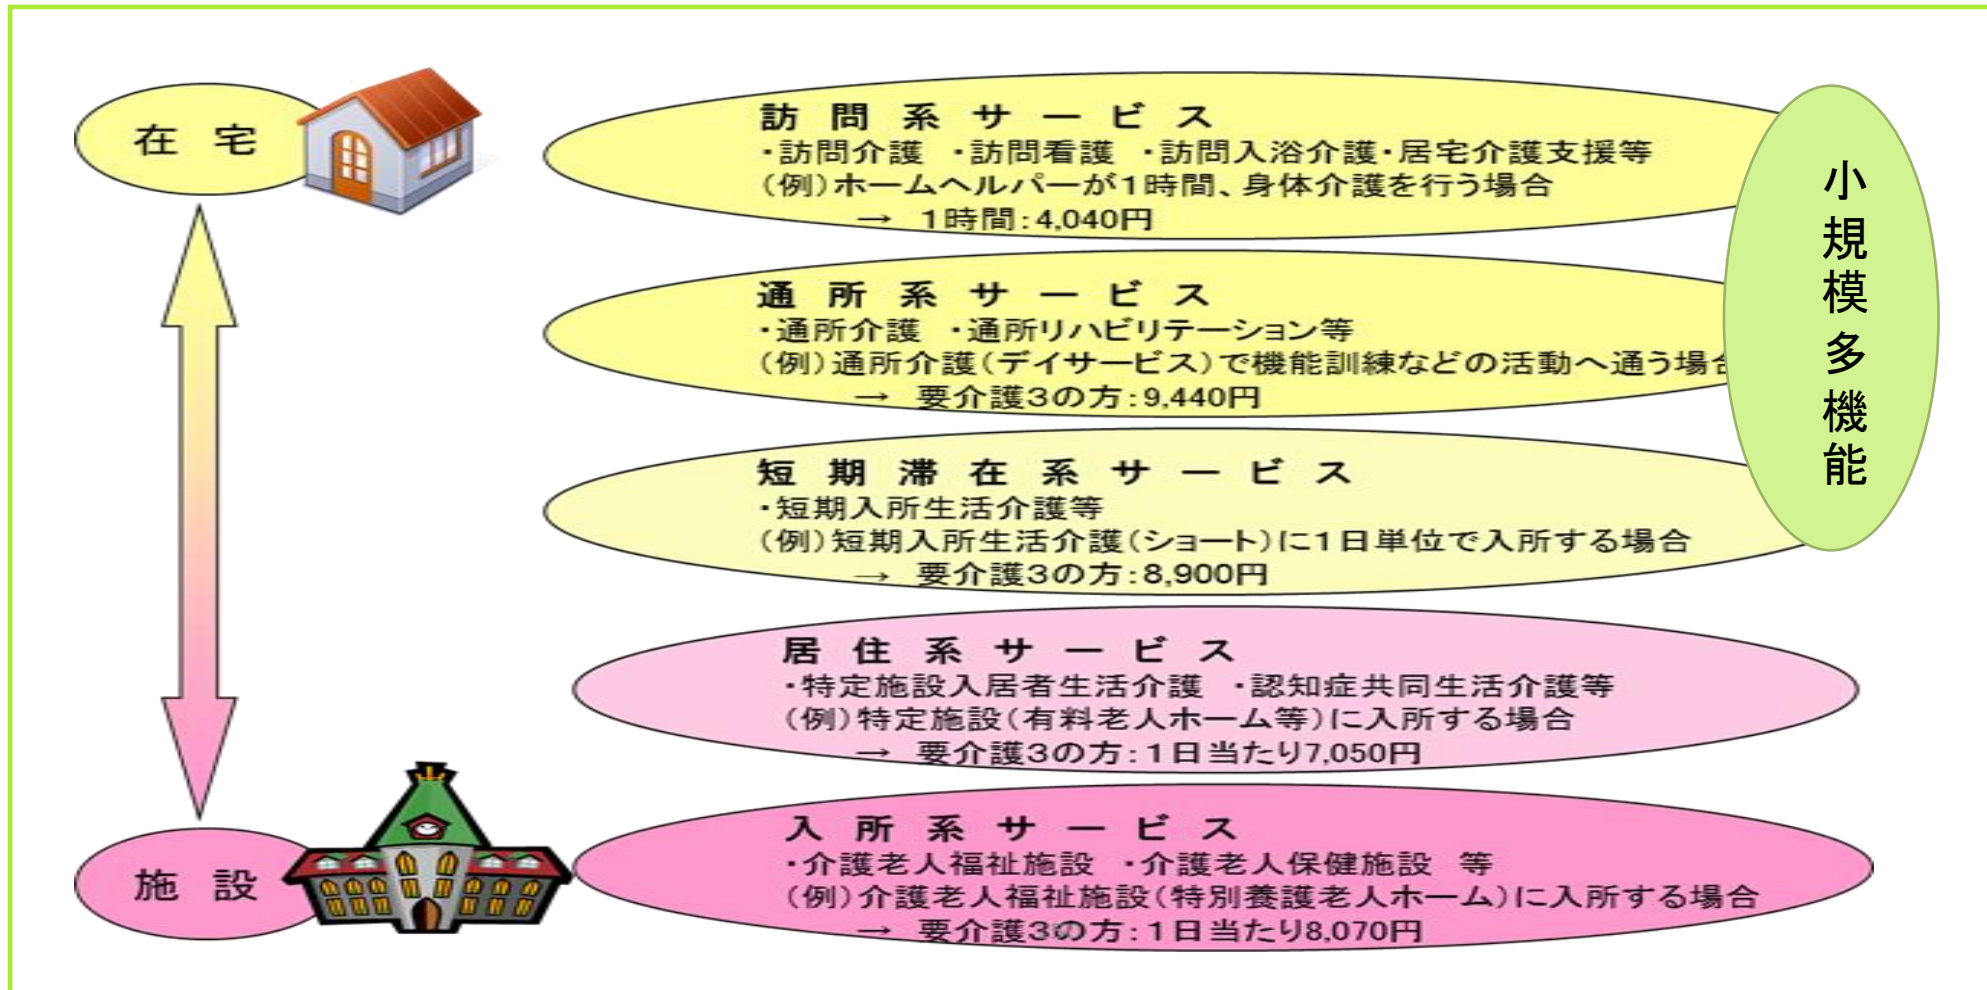 在 宅
訪 問 系 サ ー ビ ス
・訪問介護 ・訪問看護 ・訪問入浴介護・居宅介護支援等
(例)ホームヘルパーが1時間、身体介護を行う場合
→ 1時間:4,040円
通 所 系 サ ー ビ ス
・通所介護 ・通所リハビリテーション等
(例)通所介護(デイサービス)で機能訓練などの活動へ通う場合
→ 要介護3の方:9,440円
短 期 滞 在 系 サ ー ビ ス
・短期入所生活介護等
(例)短期入所生活介護(ショート)に1日単位で入所する場合
→ 要介護3の方:8,900円
小規模多機能
居 住 系 サ ー ビ ス
・特定施設入居者生活介護 ・認知症共同生活介護等
(例)特定施設(有料老人ホーム等)に入所する場合
→ 要介護3の方:1日当たり7,050円
施 設
入 所 系 サ ー ビ ス
・介護老人福祉施設 ・介護老人保健施設 等
(例)介護老人福祉施設(特別養護老人ホーム)に入所する場合
→ 要介護3の方:1日当たり8,070円